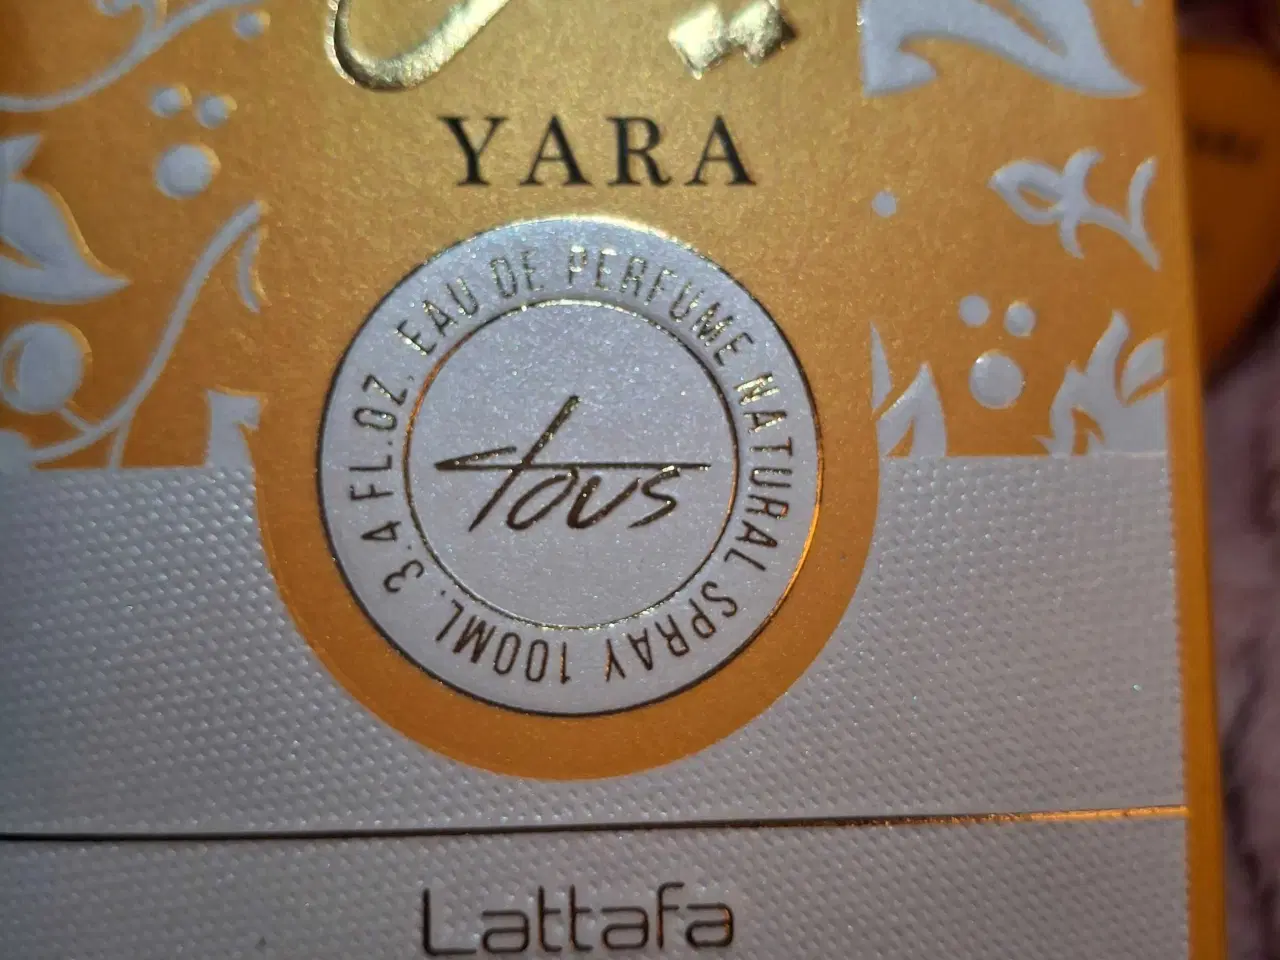 YARA
EAU DE PERFUME NATURAL SPRAY 100ML. 3.4 FL.OZ.
tous
Lattafa